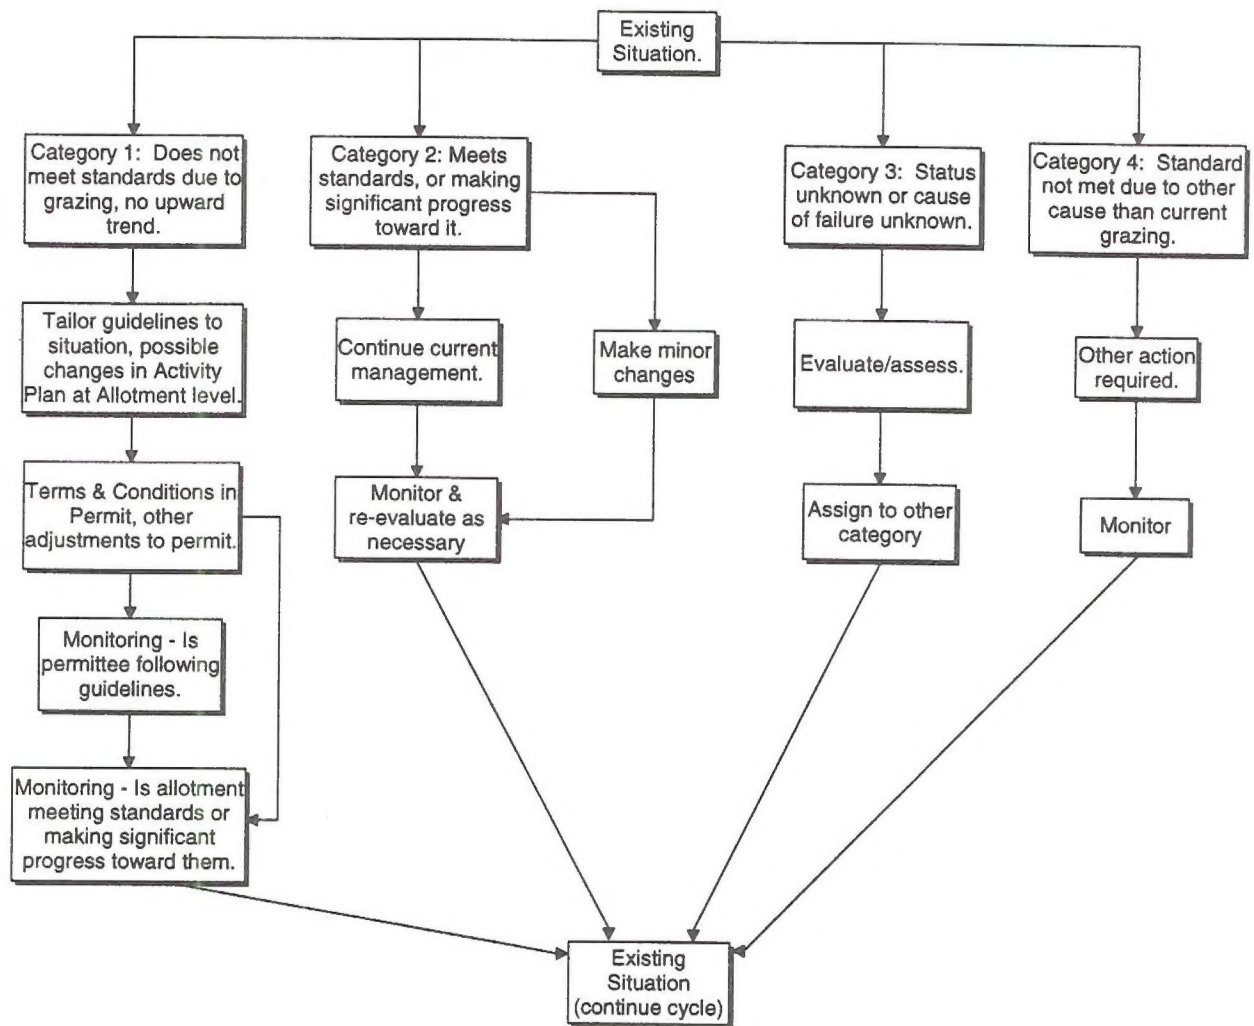 Existing
Situation.
Category 1: Does not
meet standards due to
grazing, no upward
trend.
Category 2: Meets
standards, or making
significant progress
toward it.
Category 3: Status
unknown or cause
of failure unknown.
Category 4: Standard
not met due to other
cause than current
grazing.
Tailor guidelines to
situation, possible
changes in Activity
Plan at Allotment level.
Continue current
management.
Make minor
changes
Evaluate/assess.
Other action
required.
Terms & Conditions in
Permit, other
adjustments to permit.
Monitor &
re-evaluate as
necessary
Assign to other
category
Monitor
Monitoring - Is
permittee following
guidelines.
Monitoring - Is allotment
meeting standards or
making significant
progress toward them.
Existing
Situation
(continue cycle)